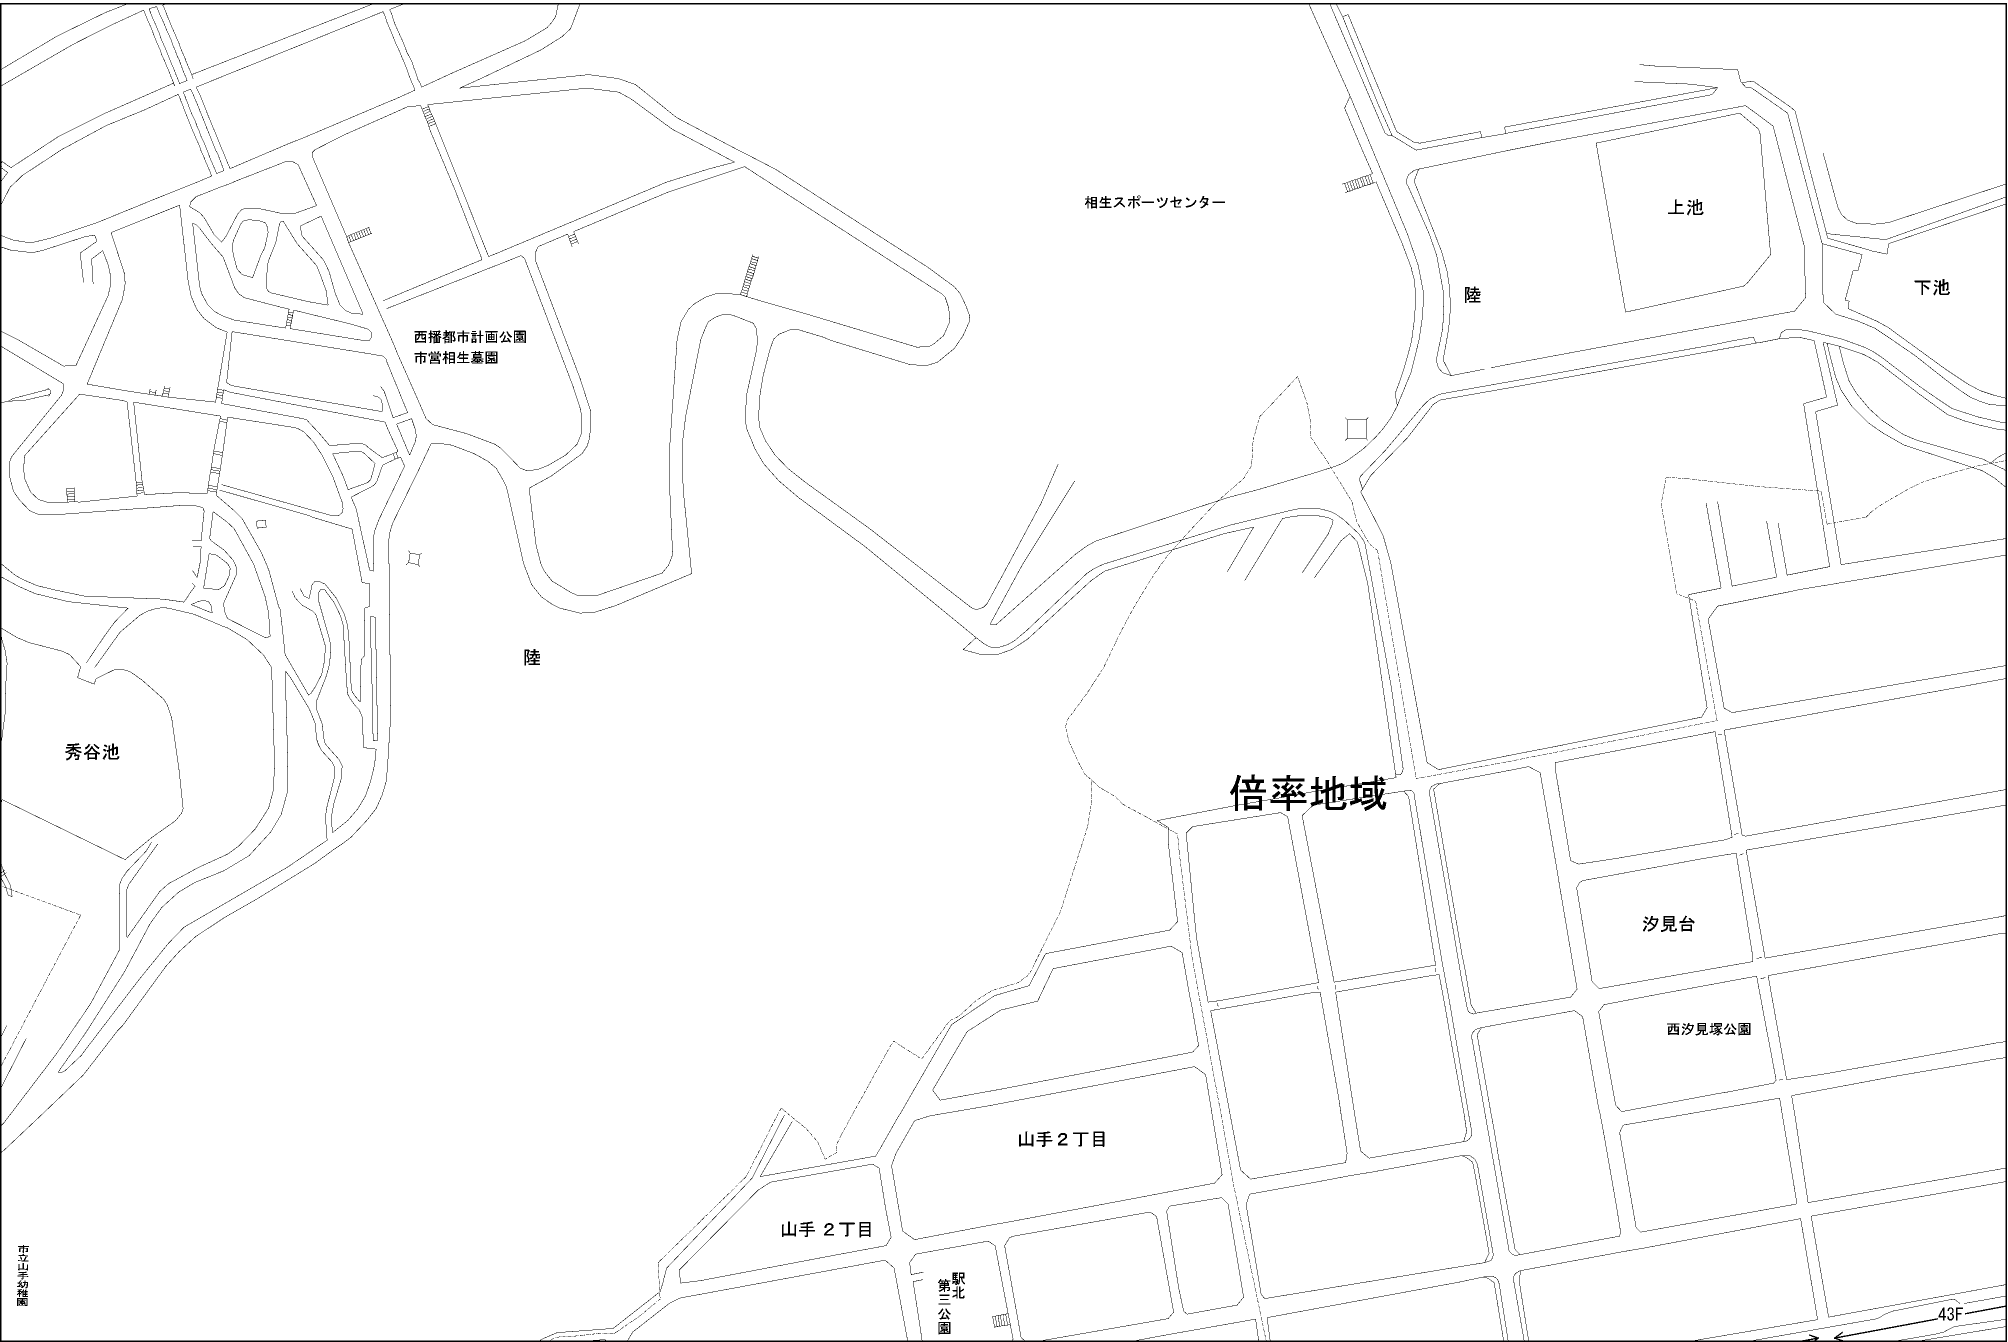 相生スポーツセンター
上池
下池
陸
西播都市計画公園
市営相生墓園
陸
秀谷池
倍率地域
汐見台
西汐見塚公園
山手２丁目
山手 ２丁目
市立山手幼稚園
駅北
第三公園
43F